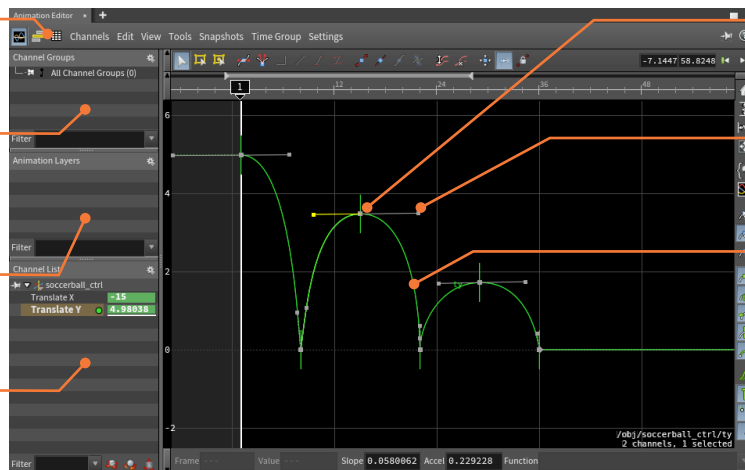 Animation Editor × +
Channels Edit View Tools Snapshots Time Group Settings
Channel Groups
All Channel Groups (0)
Filter
Animation Layers
Filter
Channel List
soccerball_ctrl
Translate X -15
Translate Y 4.98038
Filter
-7.1447 58.8248
1
12
24
36
48
6
4
2
0
-2
ty
/obj/soccerball_ctrl/ty
2 channels, 1 selected
Frame --- Value --- Slope 0.0580062 Accel 0.229228 Function